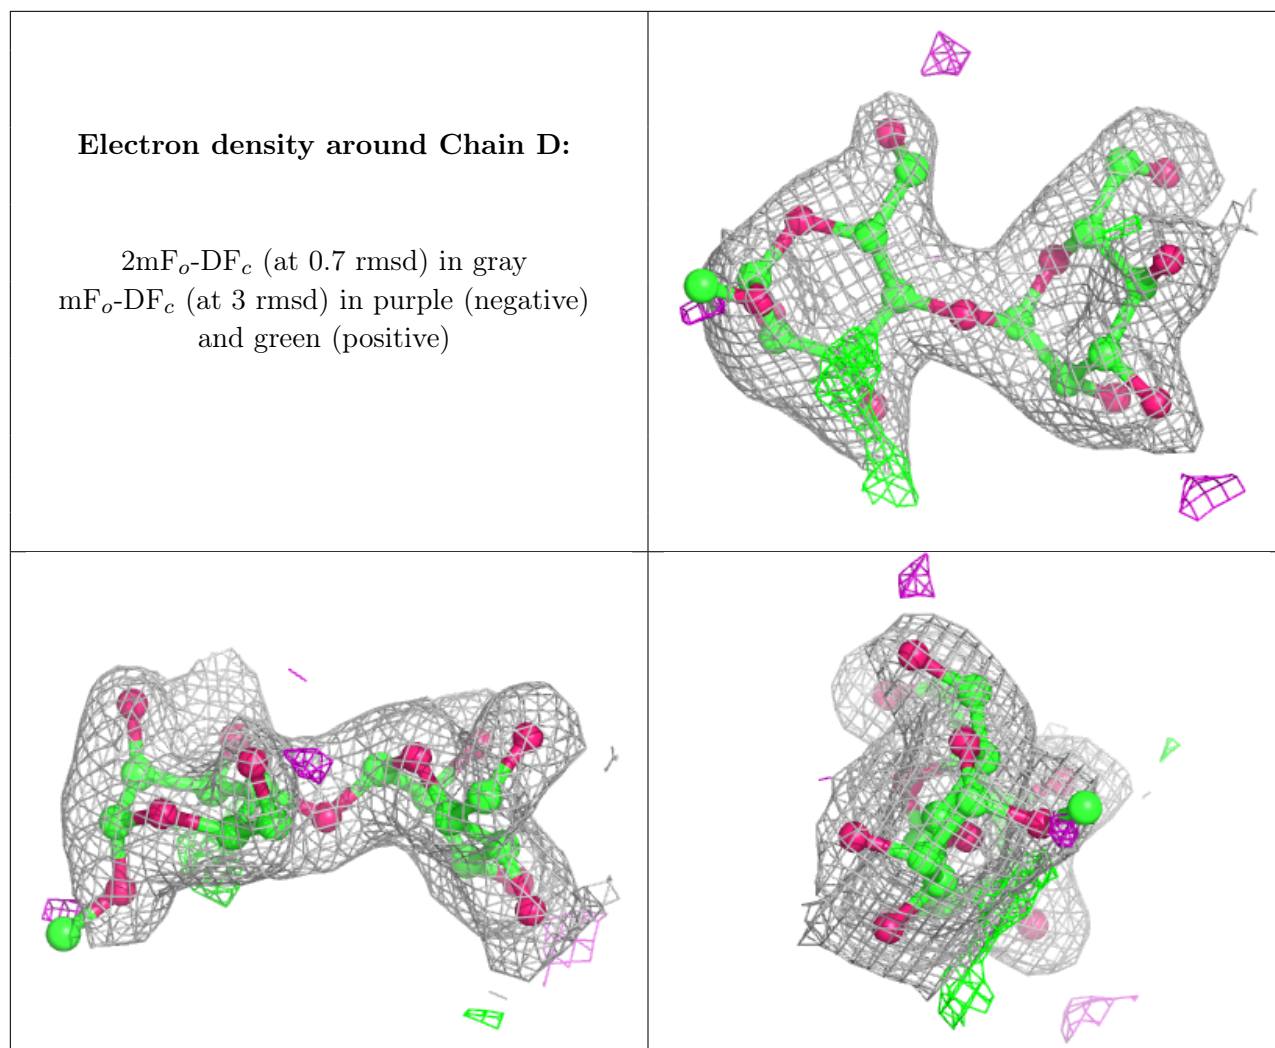 Electron density around Chain D:
2mF$_o$-DF$_c$ (at 0.7 rmsd) in gray
mF$_o$-DF$_c$ (at 3 rmsd) in purple (negative)
and green (positive)